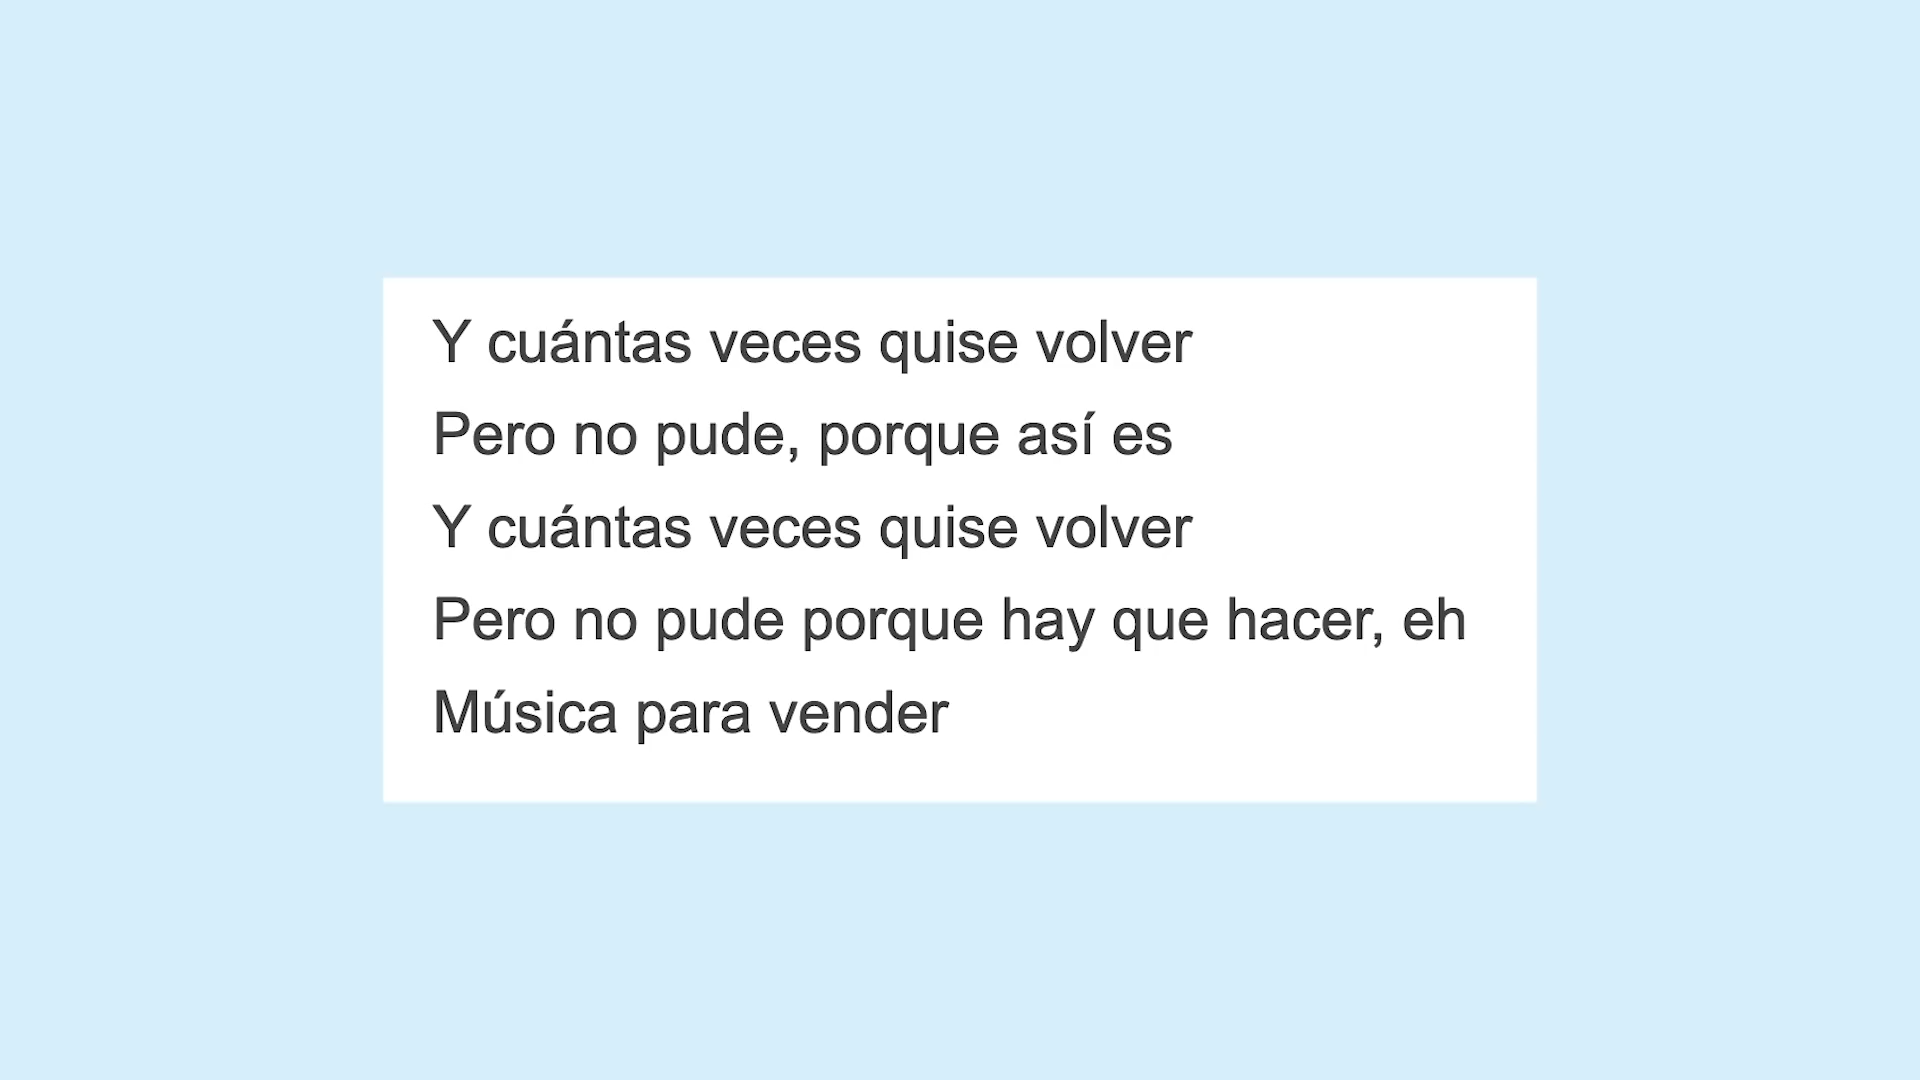 Y cuántas veces quise volver
Pero no pude, porque así es
Y cuántas veces quise volver
Pero no pude porque hay que hacer, eh
Música para vender